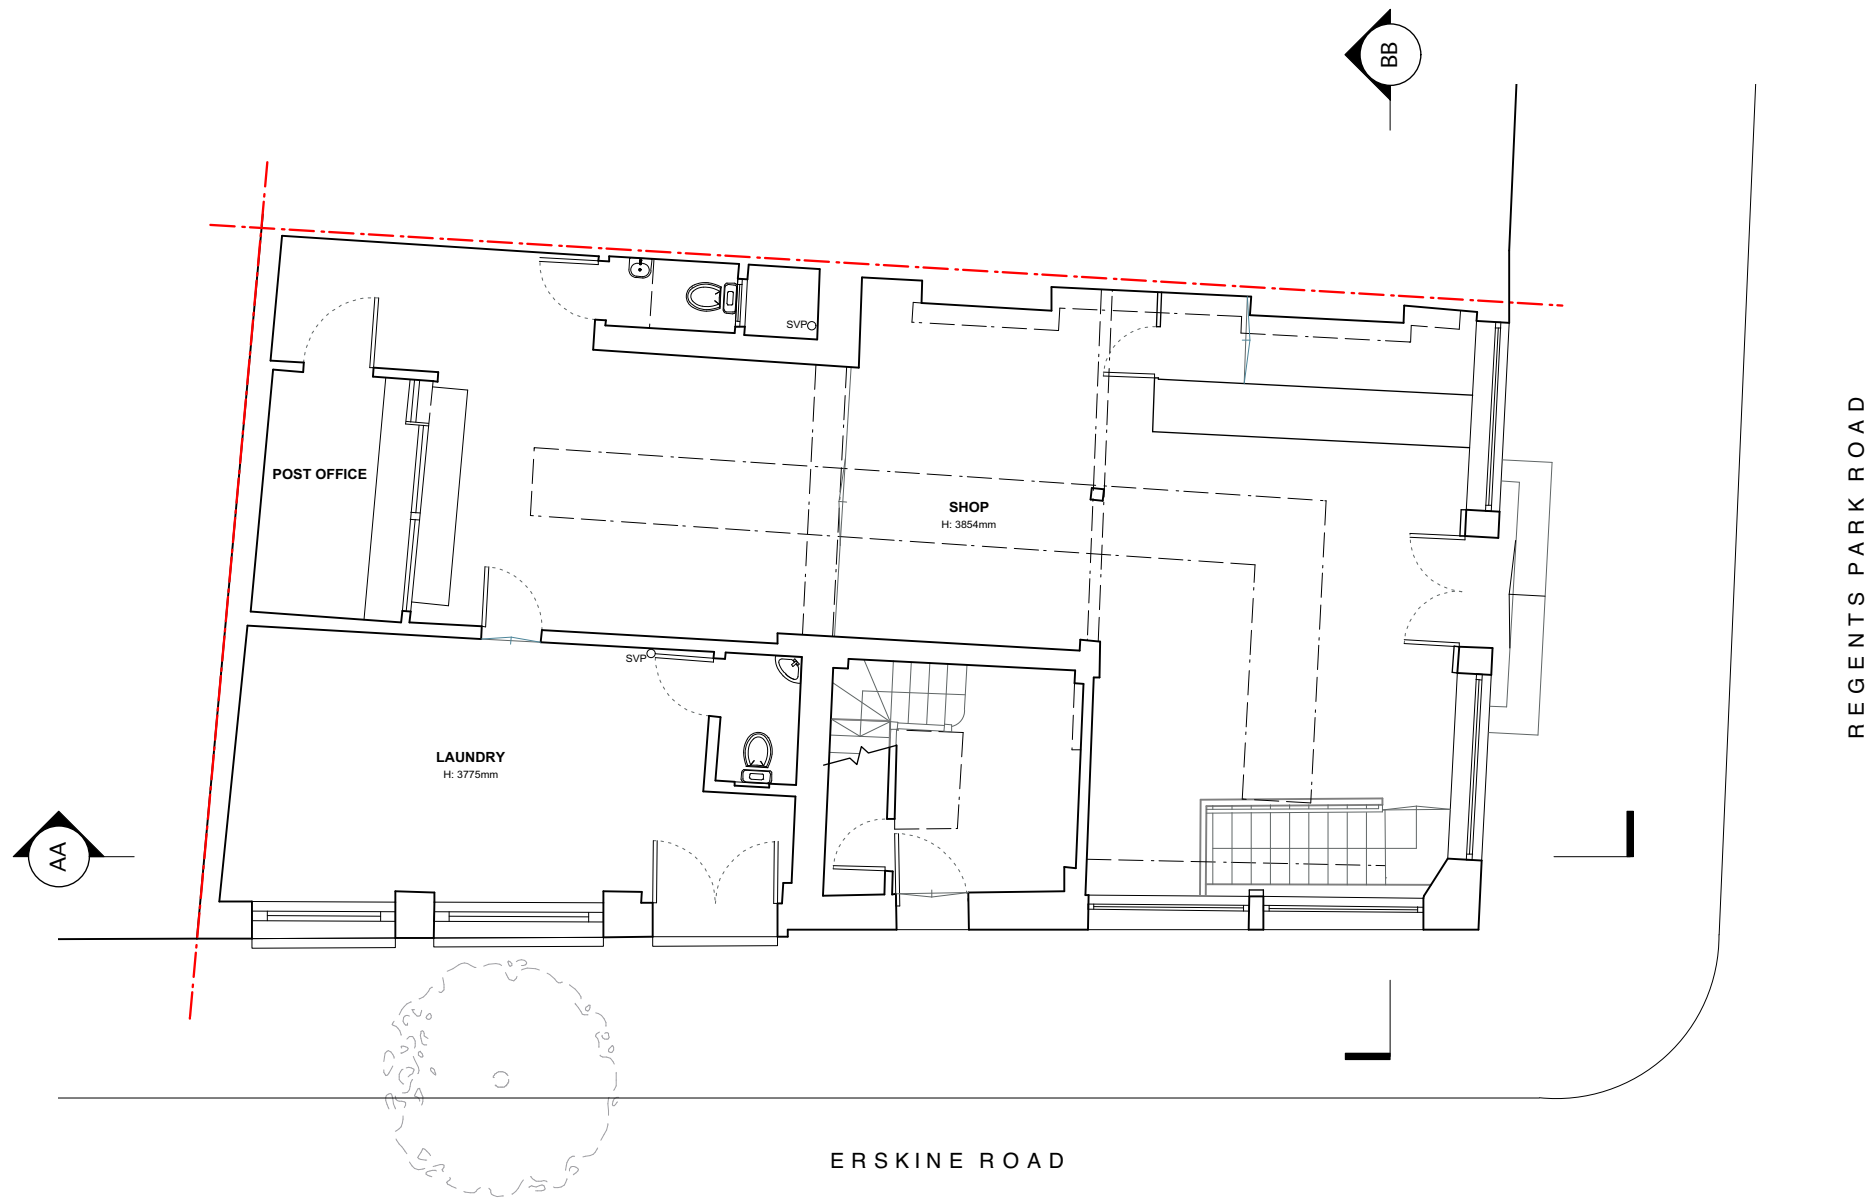 BB
SVP
POST OFFICE
SHOP
H: 3854mm
REGENTS PARK ROAD
SVP
LAUNDRY
H: 3775mm
AA
ERSKINE ROAD